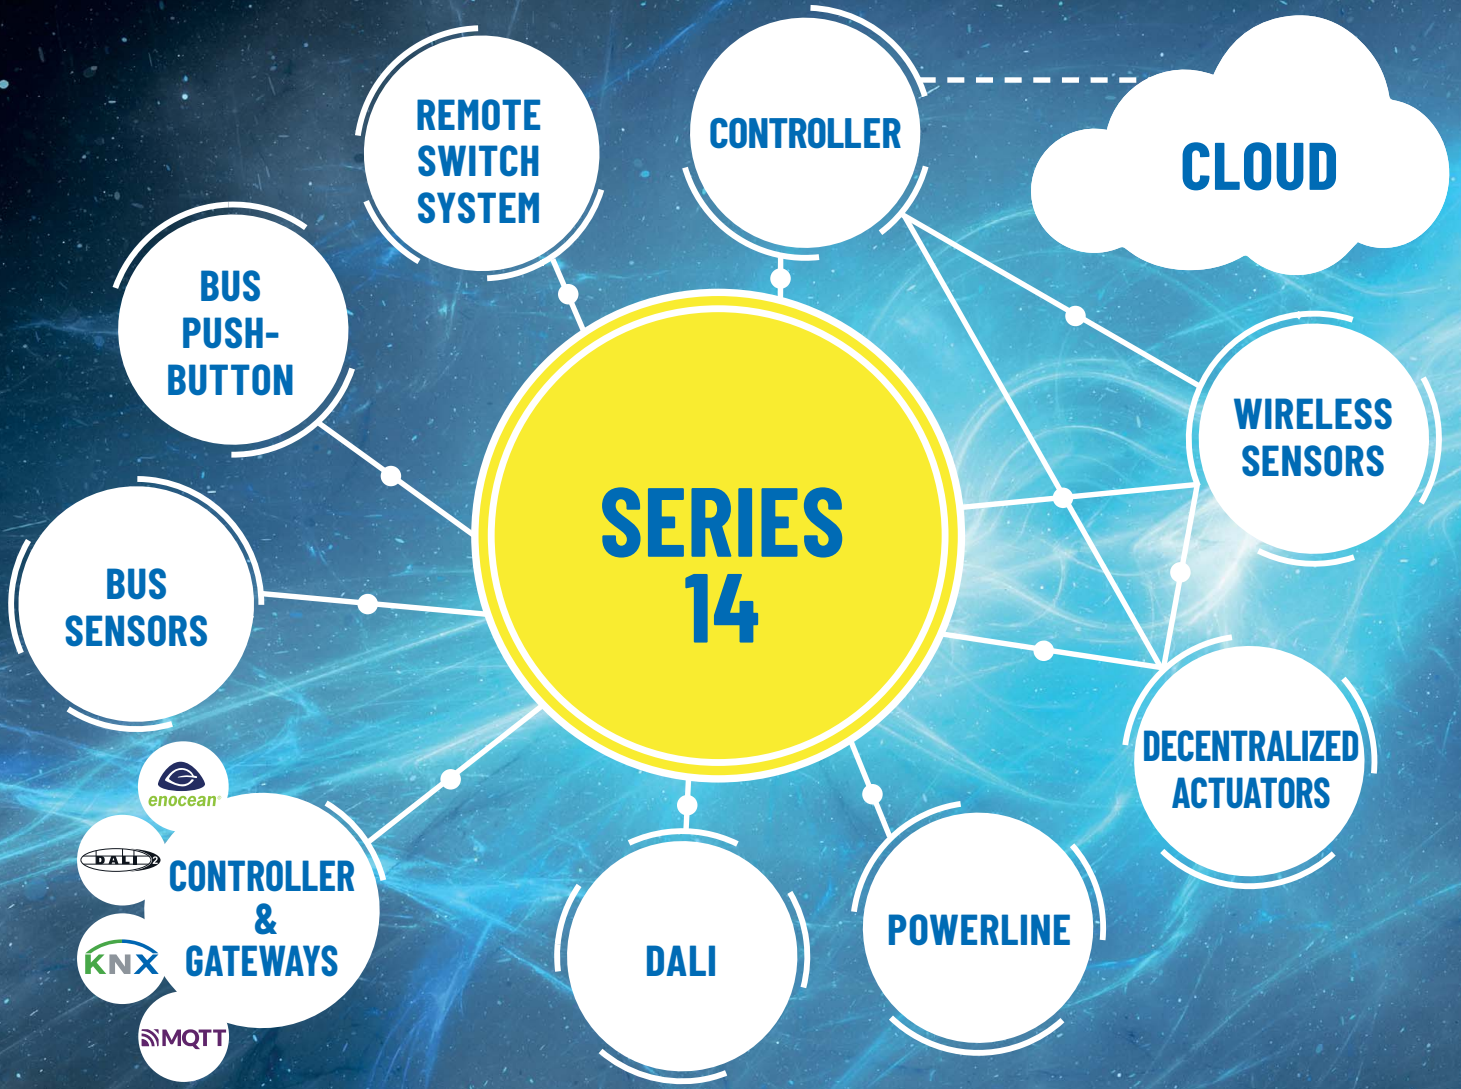 REMOTE
SWITCH
SYSTEM
CONTROLLER
CLOUD
BUS
PUSH-
BUTTON
WIRELESS
SENSORS
SERIES
14
BUS
SENSORS
DECENTRALIZED
ACTUATORS
enocean®
DALI 2
KNX
MQTT
CONTROLLER
&
GATEWAYS
DALI
POWERLINE